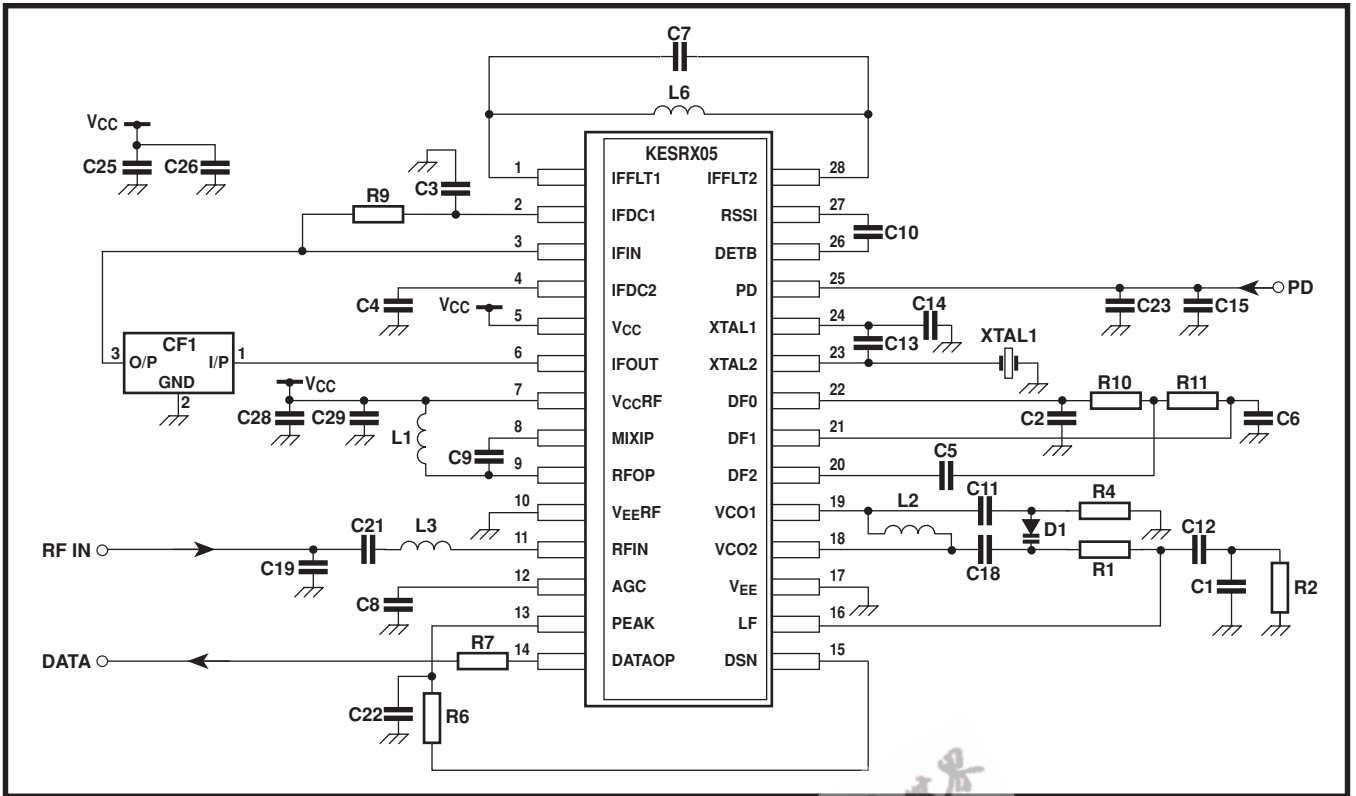 C7
L6
VCC
C25
C26
KESRX05
1
IFFLT1
IFFLT2
28
C3
R9
2
IFDC1
RSSI
27
C10
3
IFIN
DETB
26
C4
4
IFDC2
PD
25
PD
C23
C15
VCC
5
VCC
XTAL1
24
C14
C13
XTAL1
3
O/P
CF1
I/P
1
GND
2
6
IFOUT
XTAL2
23
VCC
C28
C29
7
VCCRF
DF0
22
R10
R11
C2
C6
L1
8
MIXIP
DF1
21
C9
9
RFOP
DF2
20
C5
10
VEERF
VCO1
19
L2
C11
R4
D1
RF IN
C21
L3
11
RFIN
VCO2
18
C18
R1
C12
C19
C1
R2
C8
12
AGC
VEE
17
13
PEAK
LF
16
DATA
R7
14
DATAOP
DSN
15
C22
R6